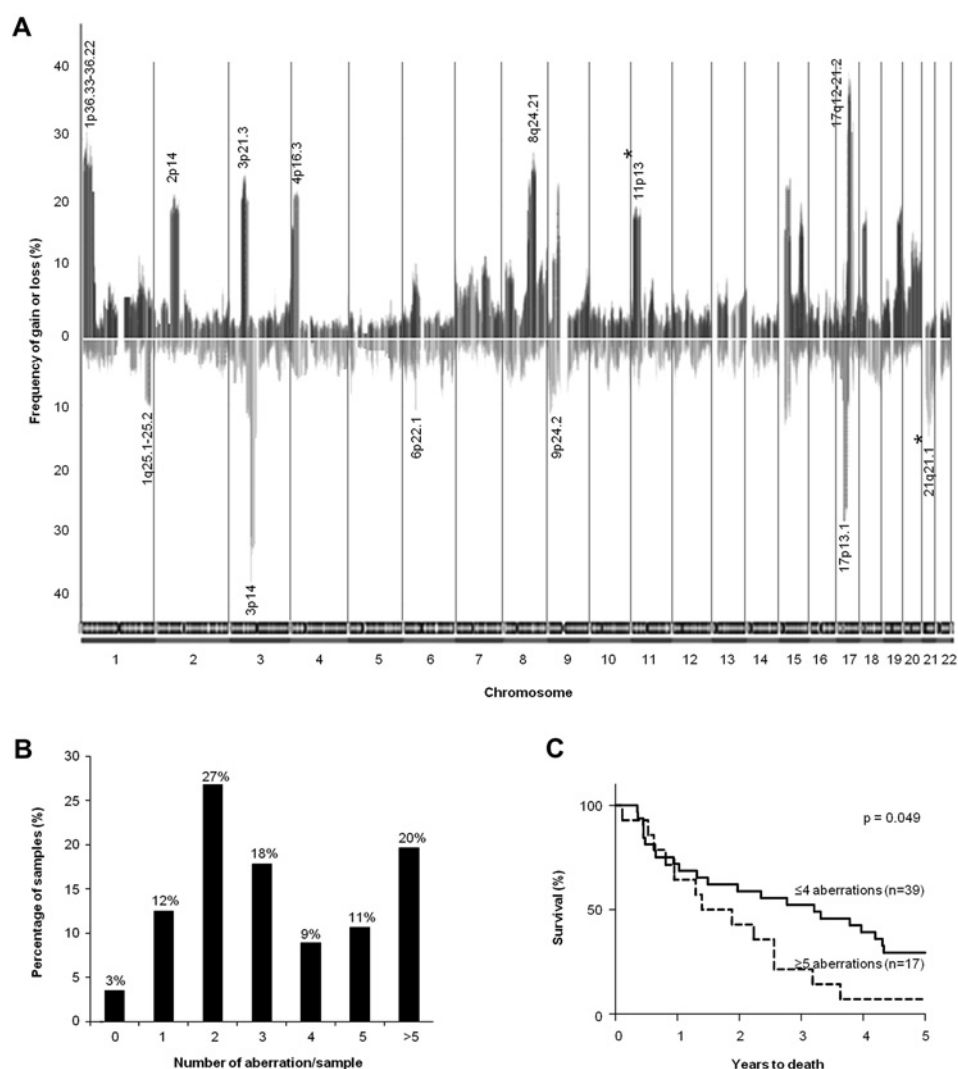 A
40
30
20
10
0
10
20
30
40
Frequency of gain or loss (%)
1p36.33-36.22
2p14
3p21.3
4p16.3
8q24.21
*
11p13
17q12-21.2
1q25.1-25.2
3p14
6p22.1
9p24.2
17p13.1
*
21q21.1
1 2 3 4 5 6 7 8 9 10 11 12 13 14 15 16 17 18 19 20 21 22
Chromosome
B
30
25
20
15
10
5
0
Percentage of samples (%)
3%
12%
27%
18%
9%
11%
20%
0 1 2 3 4 5 >5
Number of aberration/sample
C
100
50
0
Survival (%)
p = 0.049
≤4 aberrations (n=39)
≥5 aberrations (n=17)
0 1 2 3 4 5
Years to death